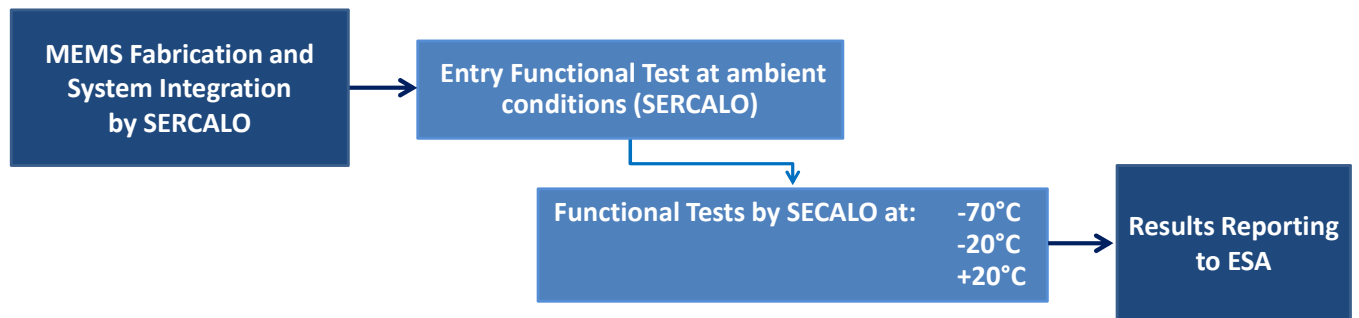 MEMS Fabrication and
System Integration
by SERCALO
Entry Functional Test at ambient
conditions (SERCALO)
Functional Tests by SECALO at: -70°C
-20°C
+20°C
Results Reporting
to ESA